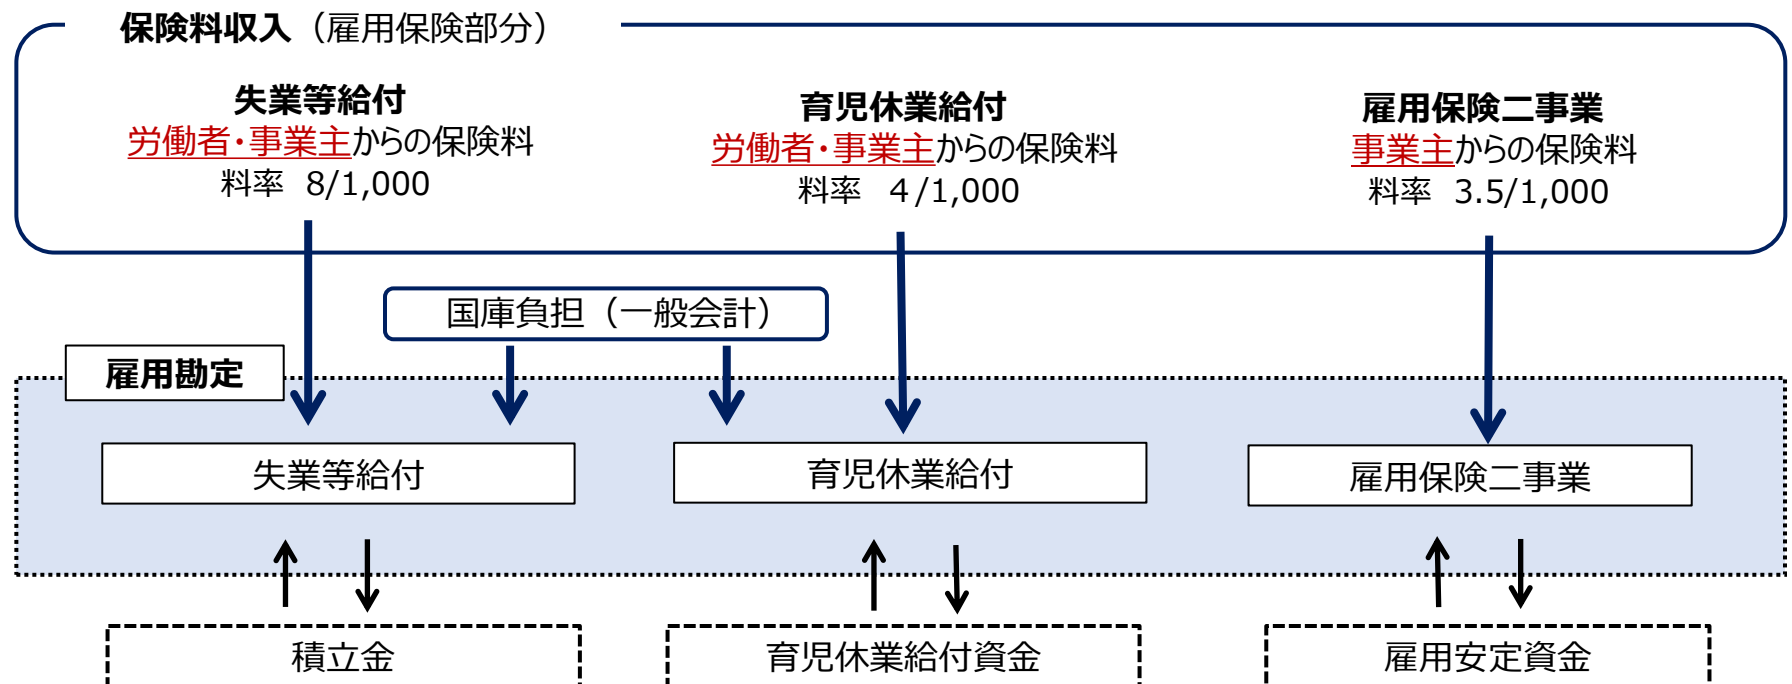 保険料収入（雇用保険部分）
失業等給付
労働者・事業主からの保険料
料率 8/1,000
育児休業給付
労働者・事業主からの保険料
料率 ４/1,000
雇用保険二事業
事業主からの保険料
料率 3.5/1,000
国庫負担（一般会計）
雇用勘定
失業等給付
育児休業給付
雇用保険二事業
積立金
育児休業給付資金
雇用安定資金